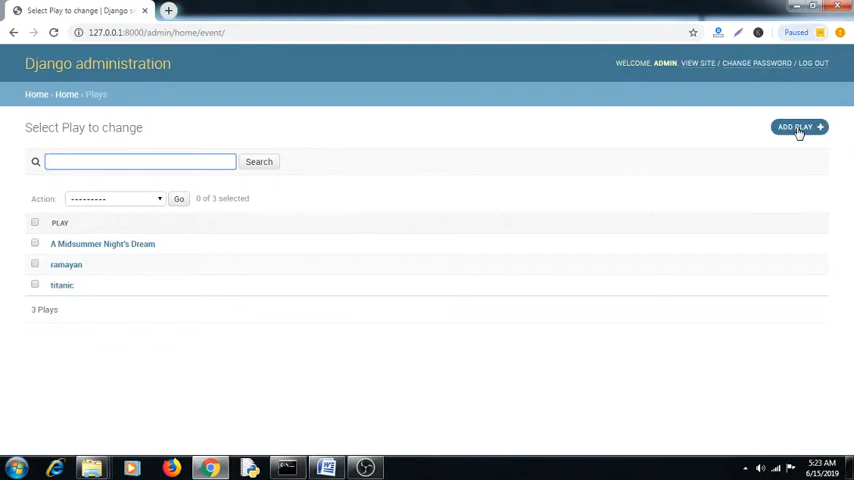 Select Play to change | Django s
127.0.0.1:8000/admin/home/event/
Paused
Django administration
WELCOME, ADMIN. VIEW SITE / CHANGE PASSWORD / LOG OUT
Home › Home › Plays
Select Play to change
ADD PLAY +
Search
Action: --------- Go 0 of 3 selected
PLAY
A Midsummer Night's Dream
ramayan
titanic
3 Plays
5:23 AM
6/15/2019